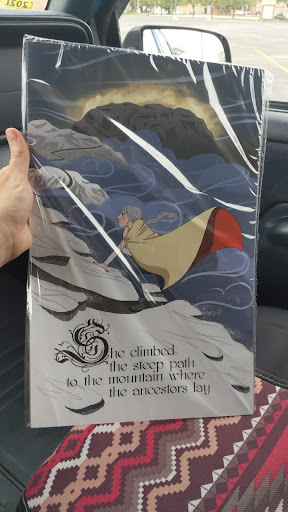 She climbed
the steep path
to the mountain where
the ancestors lay